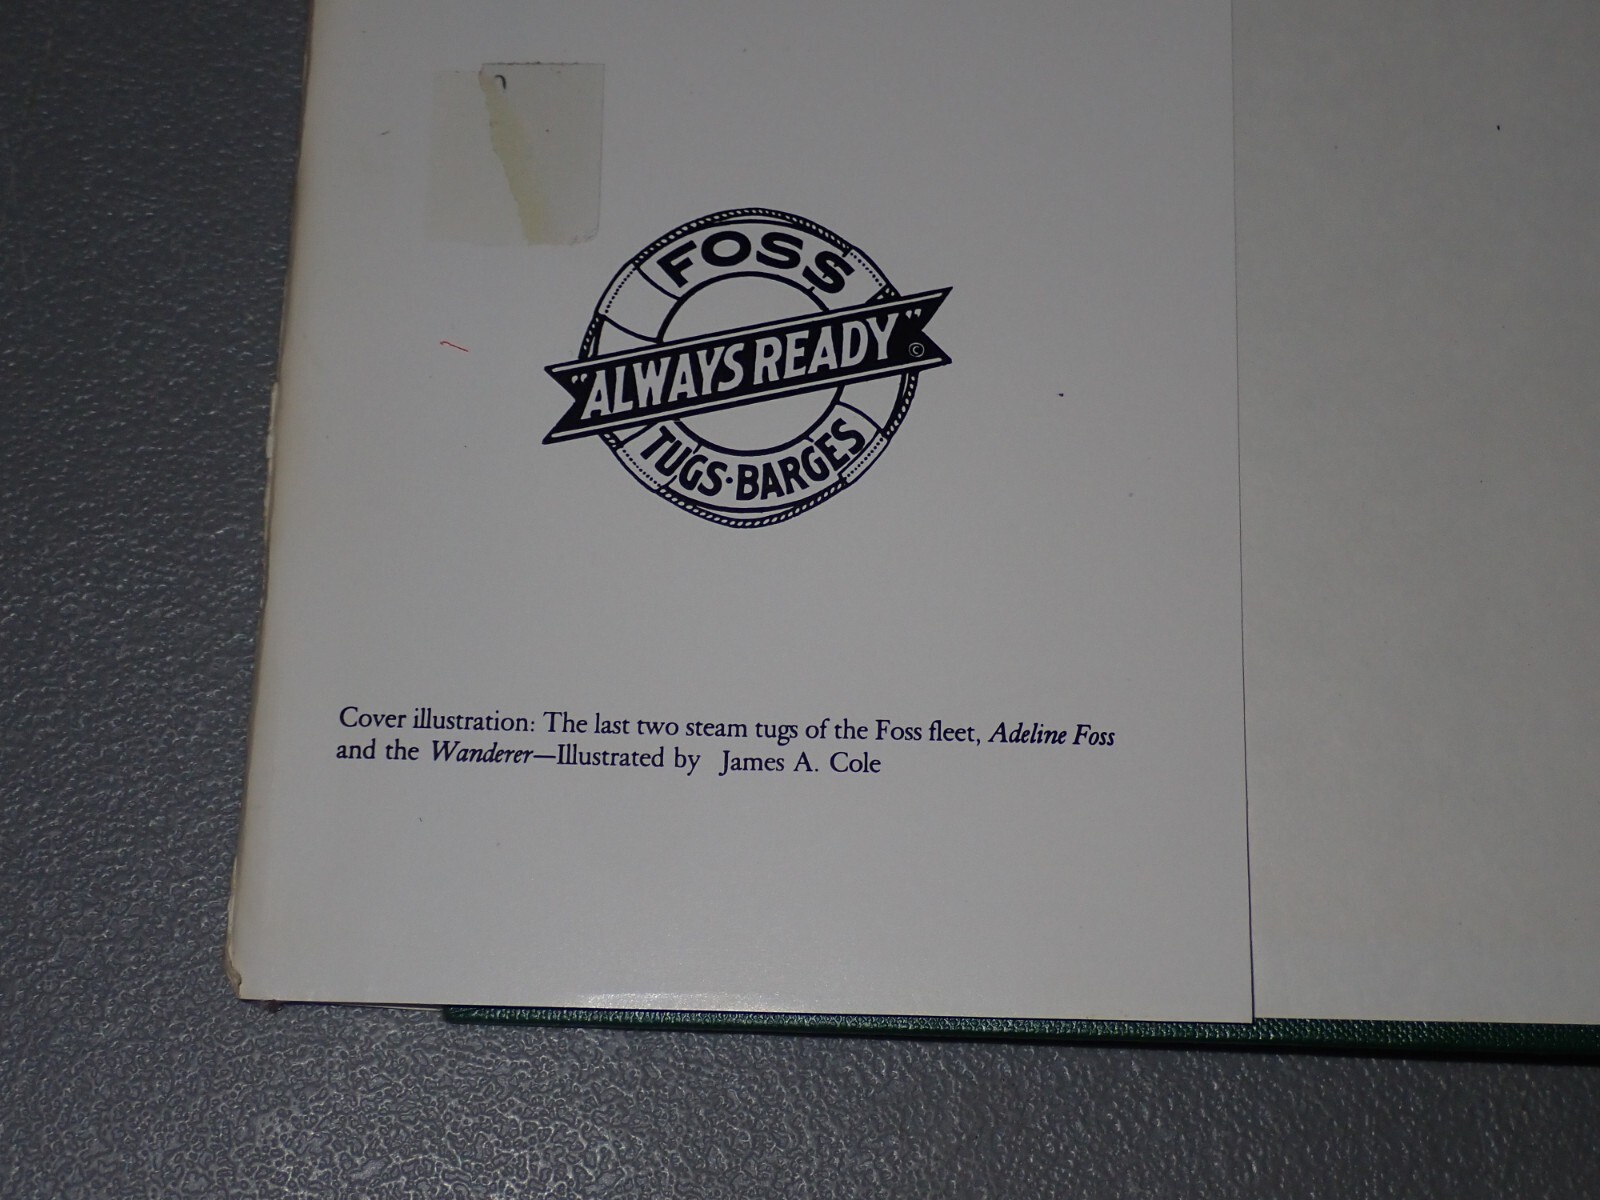 FOSS
"ALWAYS READY" ©
TUGS·BARGES
Cover illustration: The last two steam tugs of the Foss fleet, Adeline Foss
and the Wanderer—Illustrated by James A. Cole